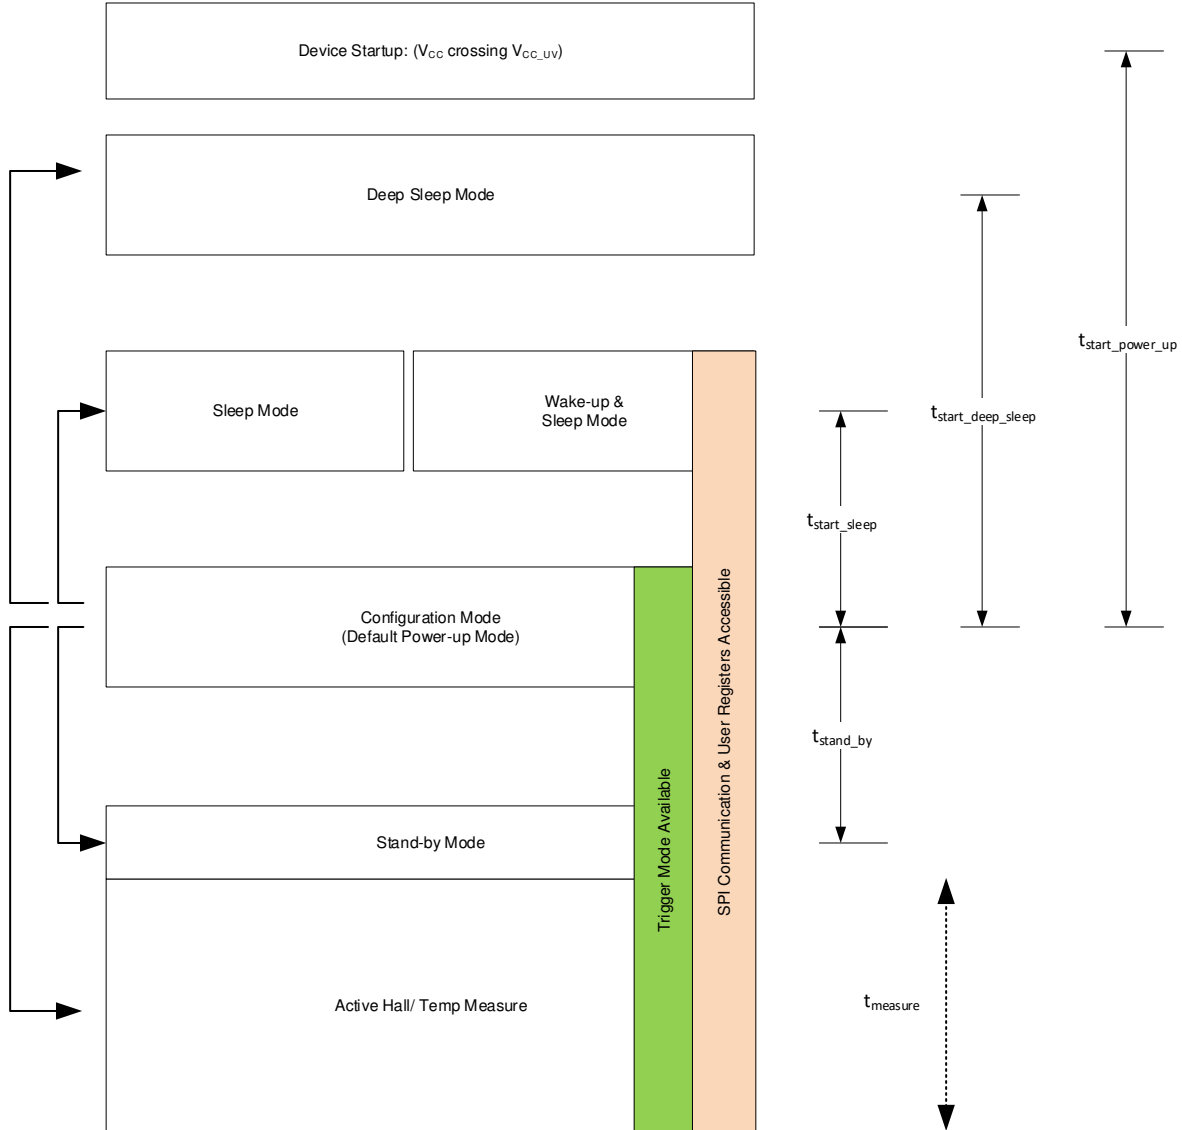 Device Startup: (VCC crossing VCC_UV)
Deep Sleep Mode
tstart_power_up
Sleep Mode
Wake-up &
Sleep Mode
tstart_deep_sleep
tstart_sleep
Configuration Mode
(Default Power-up Mode)
tstand_by
Stand-by Mode
Trigger Mode Available
SPI Communication & User Registers Accessible
Active Hall/ Temp Measure
tmeasure